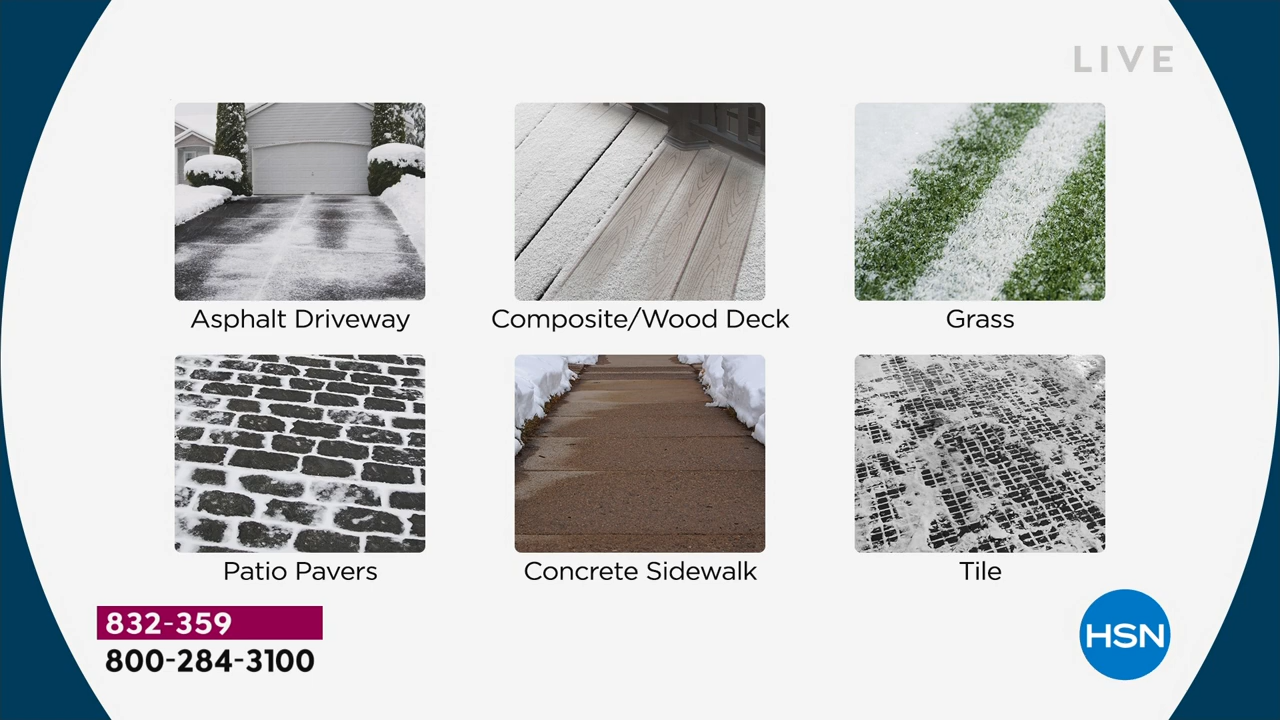 LIVE
Asphalt Driveway
Composite/Wood Deck
Grass
Patio Pavers
Concrete Sidewalk
Tile
832-359
800-284-3100
HSN